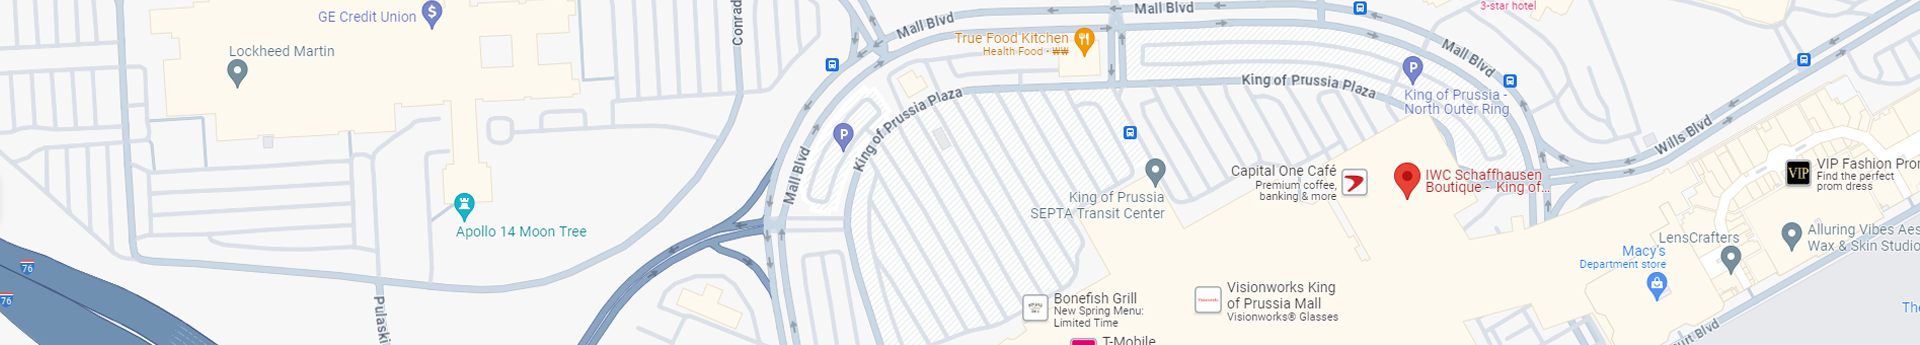 GE Credit Union
$
Lockheed Martin
Conrad
Mall Blvd
Mall Blvd
3-star hotel
True Food Kitchen
Health Food · ₩₩
Mall Blvd
King of Prussia Plaza
King of Prussia Plaza
P
King of Prussia -
North Outer Ring
P
Mall Blvd
Wills Blvd
Capital One Café
Premium coffee,
banking & more
IWC Schaffhausen
Boutique - King of...
VIP
VIP Fashion Pro
Find the perfect
prom dress
King of Prussia
SEPTA Transit Center
Apollo 14 Moon Tree
Alluring Vibes Aes
Wax & Skin Studio
LensCrafters
Macy's
Department store
76
76
Pulaski
Bonefish Grill
New Spring Menu:
Limited Time
Visionworks King
of Prussia Mall
Visionworks® Glasses
The
uit Blvd
T-Mobile